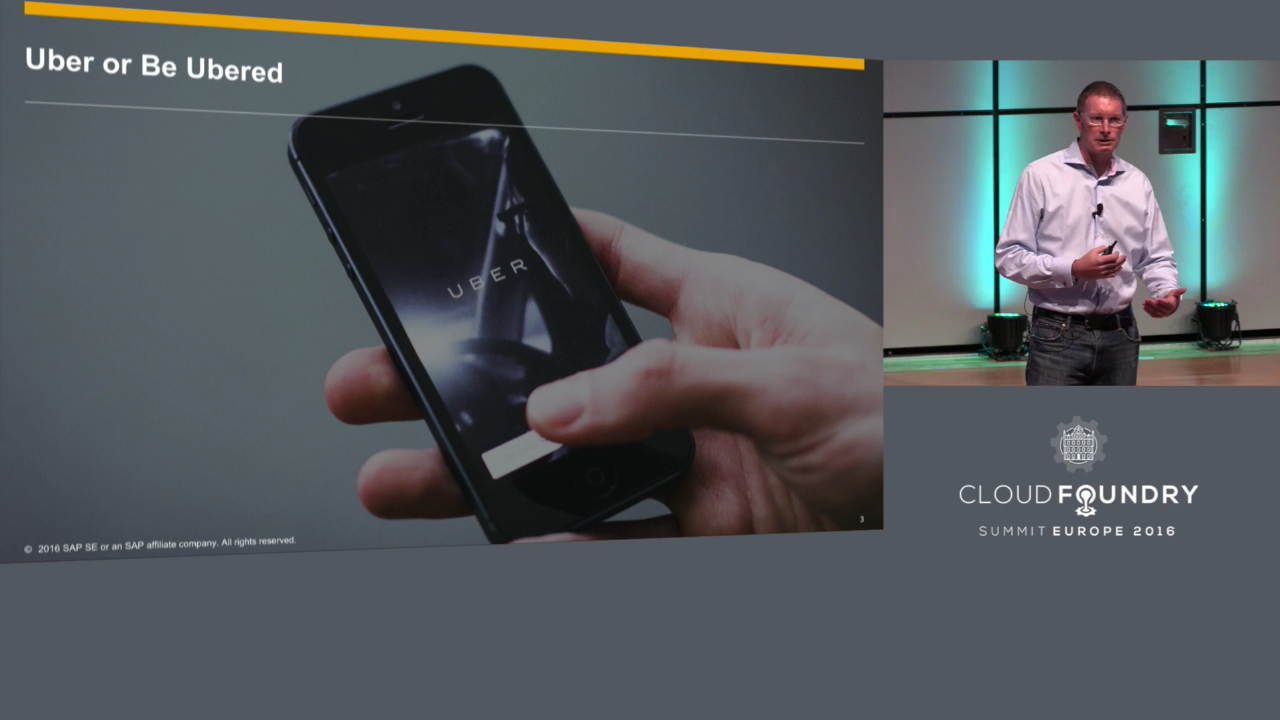 Uber or Be Ubered
UBER
© 2016 SAP SE or an SAP affiliate company. All rights reserved.
3
CLOUD FOUNDRY
SUMMIT EUROPE 2016